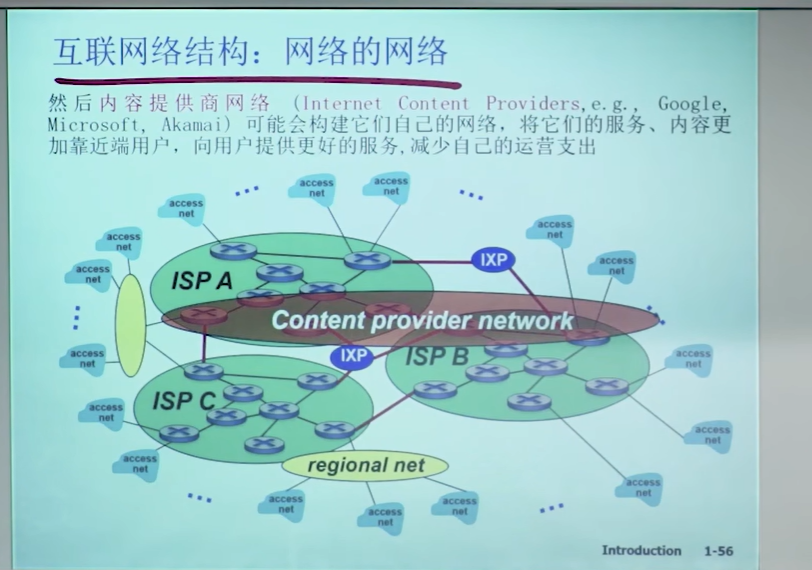 互联网络结构：网络的网络
然后内容提供商网络 (Internet Content Providers,e.g., Google,
Microsoft, Akamai) 可能会构建它们自己的网络，将它们的服务、内容更
加靠近端用户，向用户提供更好的服务,减少自己的运营支出
access
net
access
net
access
net
access
net
access
net
access
net
access
net
IXP
ISP A
Content provider network
IXP
ISP B
access
net
access
net
ISP C
access
net
access
net
access
net
regional net
access
net
access
net
access
net
access
net
Introduction 1-56